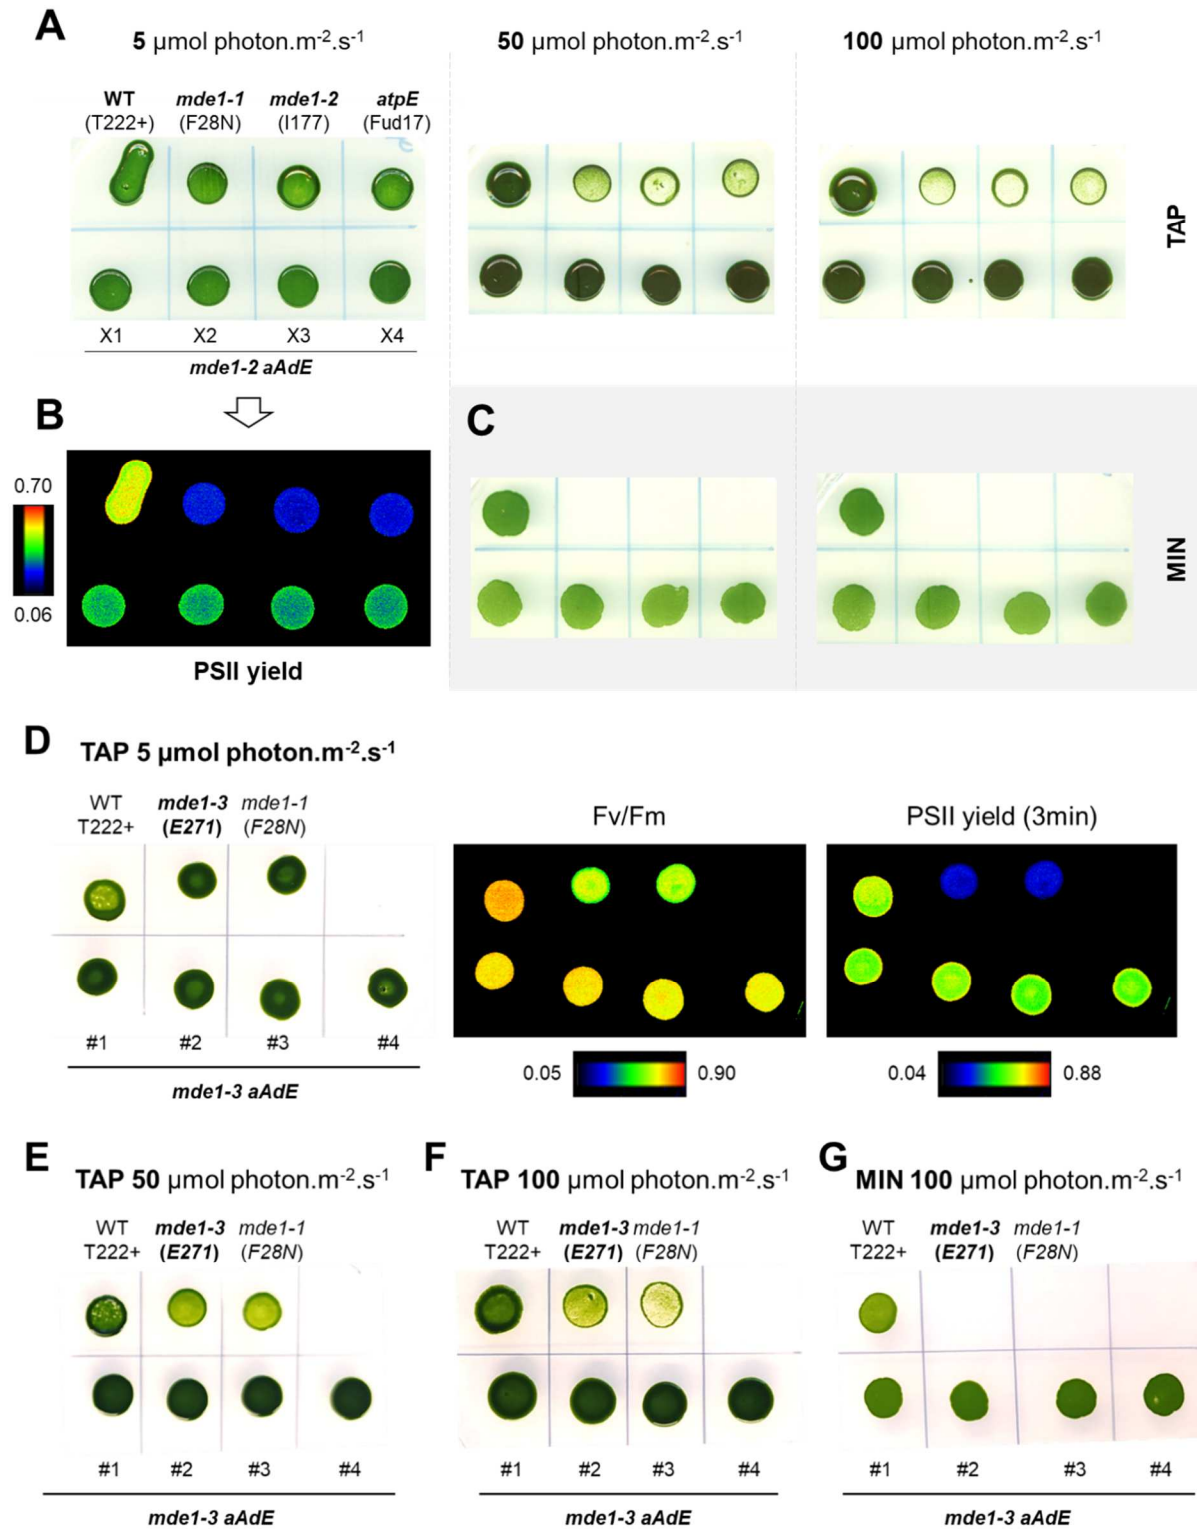 A
5 µmol photon.m-2.s-1
50 µmol photon.m-2.s-1
100 µmol photon.m-2.s-1
WT mde1-1 mde1-2 atpE
(T222+) (F28N) (I177) (Fud17)
TAP
X1 X2 X3 X4
mde1-2 aAdE
B
C
0.70
0.06
PSII yield
MIN
D
TAP 5 µmol photon.m-2.s-1
WT mde1-3 mde1-1
T222+ (E271) (F28N)
Fv/Fm
PSII yield (3min)
#1 #2 #3 #4
mde1-3 aAdE
0.05 0.90
0.04 0.88
E
TAP 50 µmol photon.m-2.s-1
WT mde1-3 mde1-1
T222+ (E271) (F28N)
#1 #2 #3 #4
mde1-3 aAdE
F
TAP 100 µmol photon.m-2.s-1
WT mde1-3 mde1-1
T222+ (E271) (F28N)
#1 #2 #3 #4
mde1-3 aAdE
G
MIN 100 µmol photon.m-2.s-1
WT mde1-3 mde1-1
T222+ (E271) (F28N)
#1 #2 #3 #4
mde1-3 aAdE